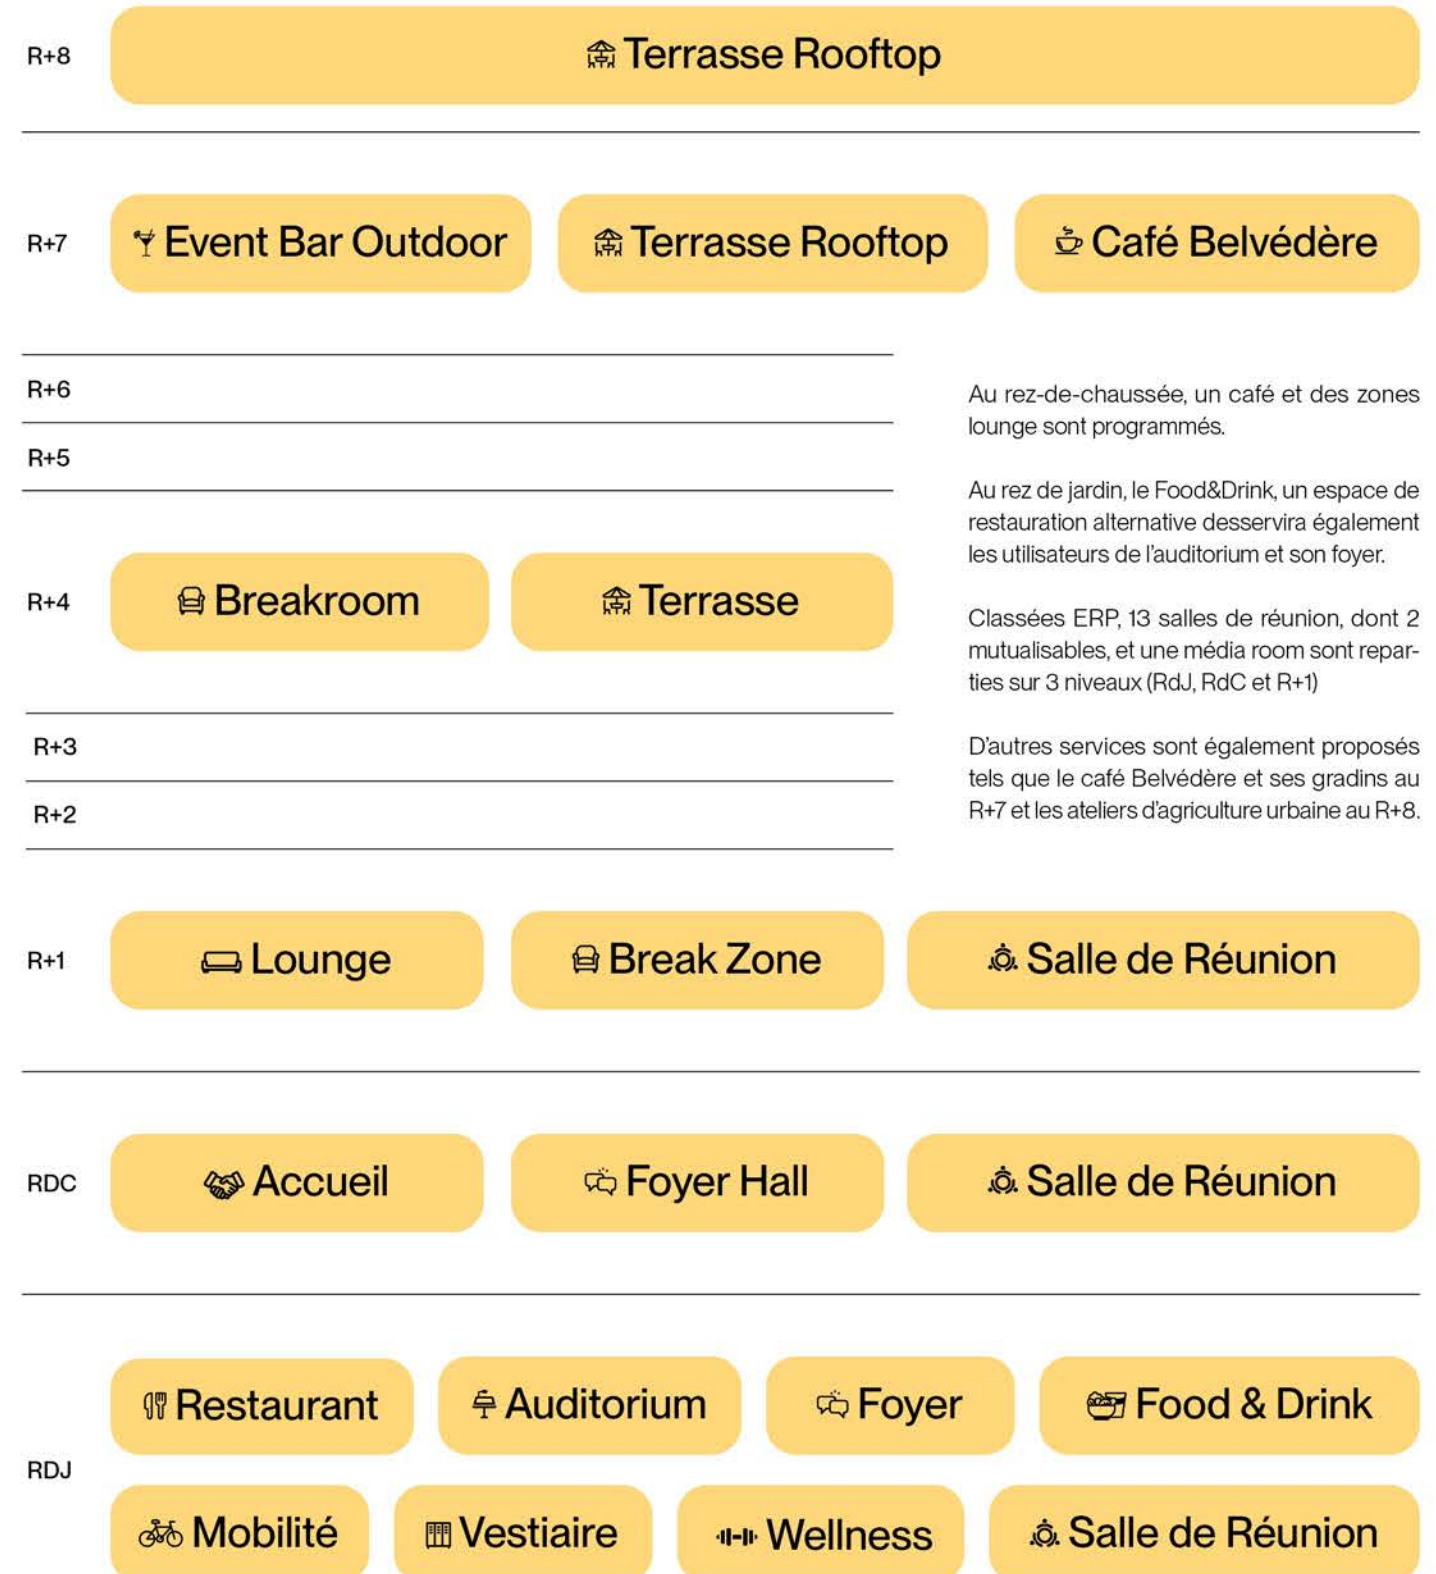 R+8
Terrasse Rooftop
R+7
Event Bar Outdoor
Terrasse Rooftop
Café Belvédère
R+6
R+5
R+4
Breakroom
Terrasse
R+3
R+2
Au rez-de-chaussée, un café et des zones
lounge sont programmés.
Au rez de jardin, le Food&Drink, un espace de
restauration alternative desservira également
les utilisateurs de l'auditorium et son foyer.
Classées ERP, 13 salles de réunion, dont 2
mutualisables, et une média room sont repar-
ties sur 3 niveaux (RdJ, RdC et R+1)
D'autres services sont également proposés
tels que le café Belvédère et ses gradins au
R+7 et les ateliers d'agriculture urbaine au R+8.
R+1
Lounge
Break Zone
Salle de Réunion
RDC
Accueil
Foyer Hall
Salle de Réunion
RDJ
Restaurant
Auditorium
Foyer
Food & Drink
Mobilité
Vestiaire
Wellness
Salle de Réunion